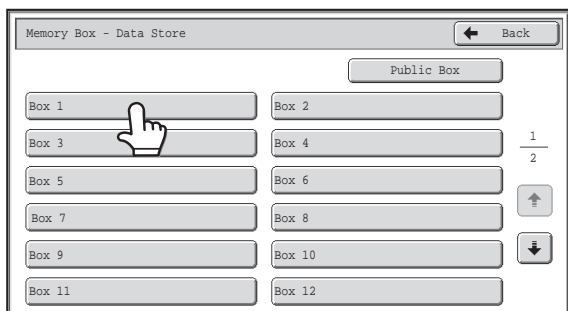 Memory Box - Data Store
Back
Public Box
Box 1
Box 2
Box 3
Box 4
1
2
Box 5
Box 6
Box 7
Box 8
Box 9
Box 10
Box 11
Box 12